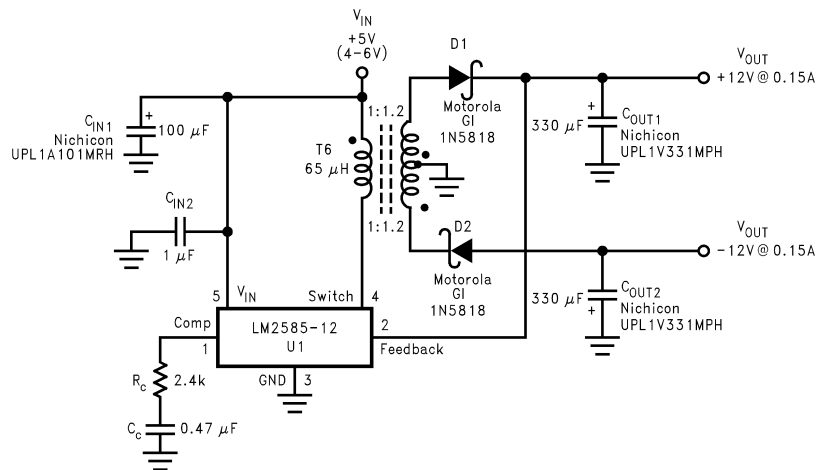 V_IN
+5V
(4-6V)
D1
V_OUT
+12V @ 0.15A
Motorola
GI
1N5818
330 μF
+
C_OUT1
Nichicon
UPL1V331MPH
C_IN1
Nichicon
UPL1A101MRH
+
100 μF
1:1.2
T6
65 μH
1:1.2
C_IN2
1 μF
D2
V_OUT
-12V @ 0.15A
Motorola
GI
1N5818
330 μF
+
C_OUT2
Nichicon
UPL1V331MPH
5
V_IN
Switch
4
Comp
1
LM2585-12
U1
2
Feedback
GND
3
R_c
2.4k
C_c
0.47 μF